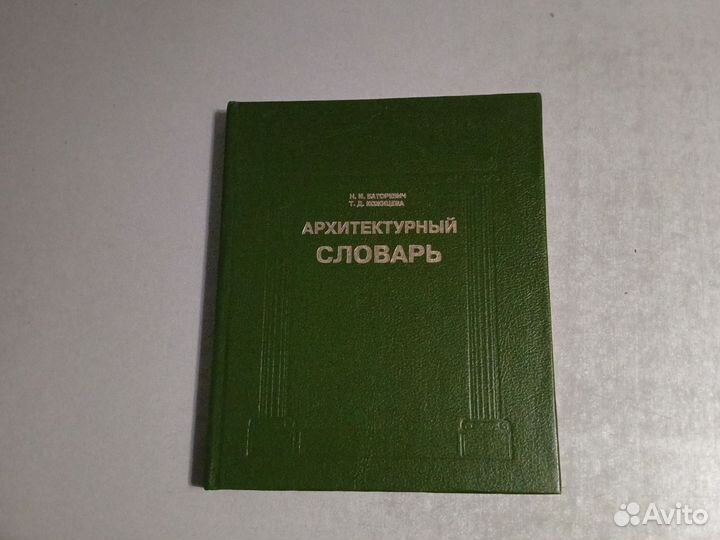 Н. И. БАТОРЕВИЧ
Т. Д. КОЖИЦЕВА
АРХИТЕКТУРНЫЙ
СЛОВАРЬ
Avito